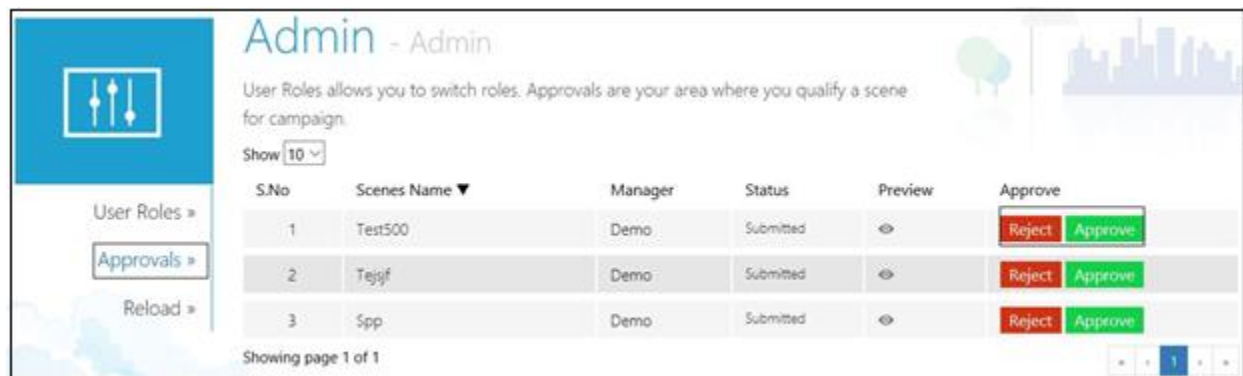 Admin - Admin
User Roles allows you to switch roles. Approvals are your area where you qualify a scene
for campaign.
Show 10
S.No Scenes Name ▼ Manager Status Preview Approve
1 Test500 Demo Submitted Reject Approve
2 Tejsjf Demo Submitted Reject Approve
3 Spp Demo Submitted Reject Approve
Showing page 1 of 1
« ‹ 1 › »
User Roles »
Approvals »
Reload »